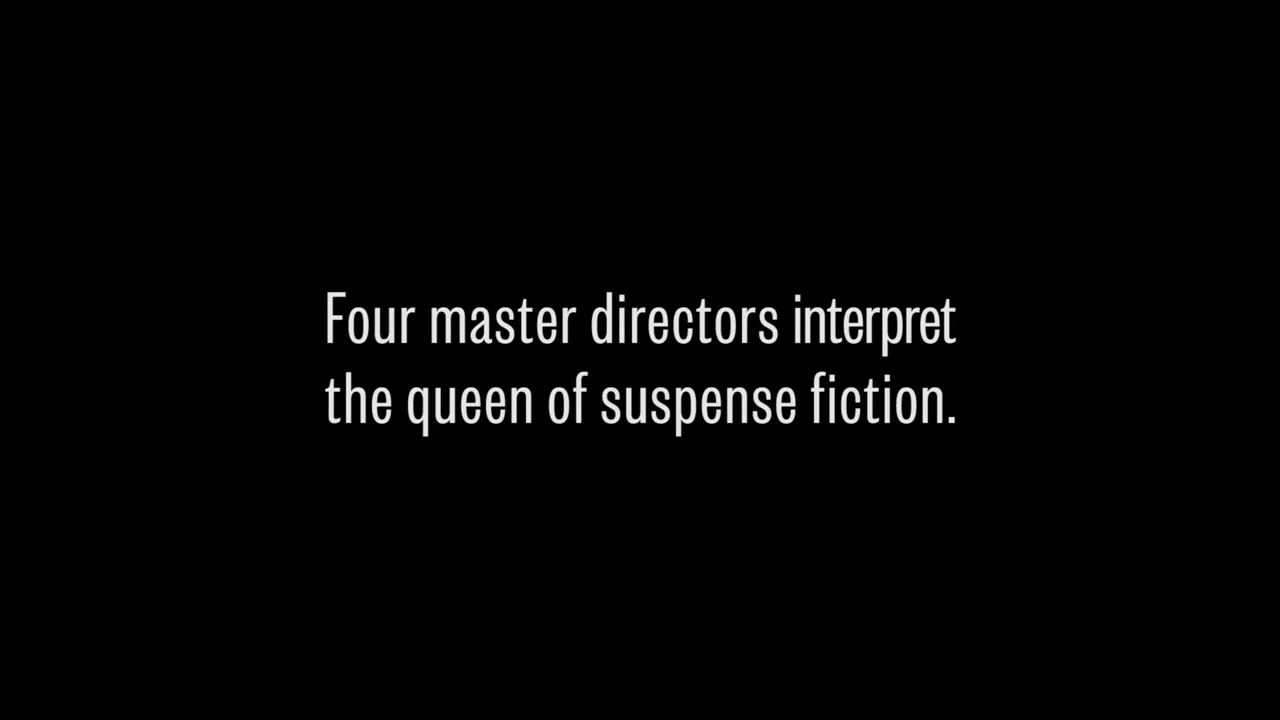 Four master directors interpret
the queen of suspense fiction.